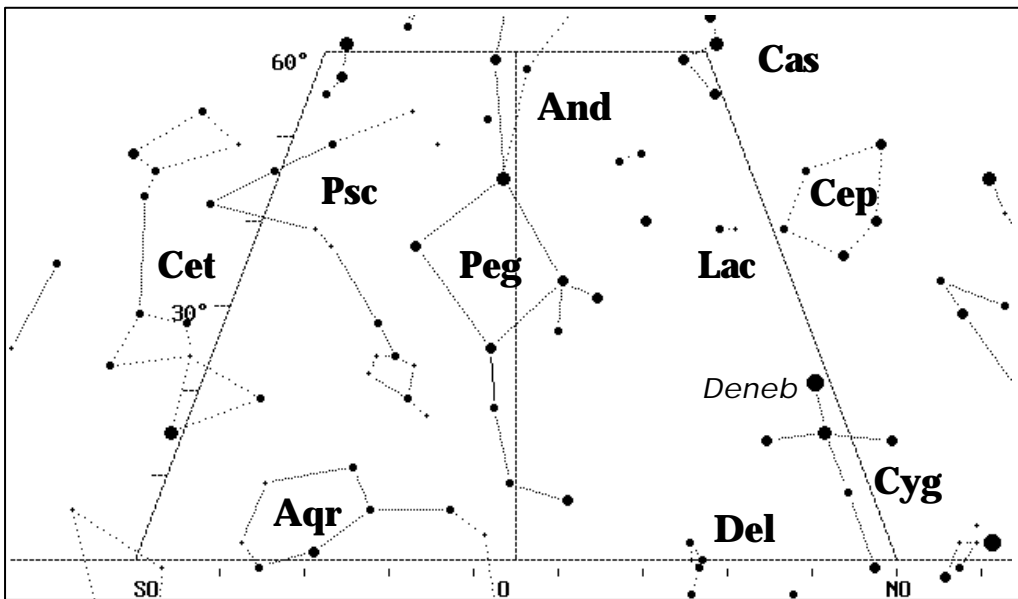 60°
Cas
And
Psc
Cep
Cet
Peg
Lac
30°
Deneb
Cyg
Aqr
Del
SO
O
NO